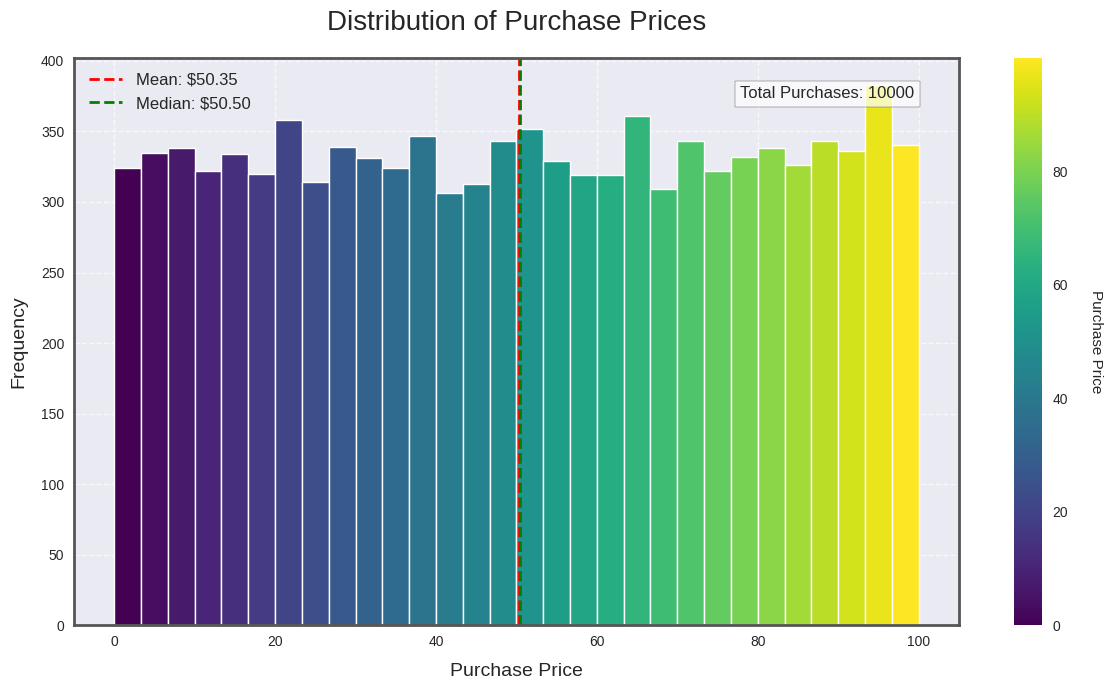 Distribution of Purchase Prices
Mean: $50.35
Median: $50.50
Total Purchases: 10000
Frequency
400
350
300
250
200
150
100
50
0
0 20 40 60 80 100
Purchase Price
80
60
40
20
0
Purchase Price